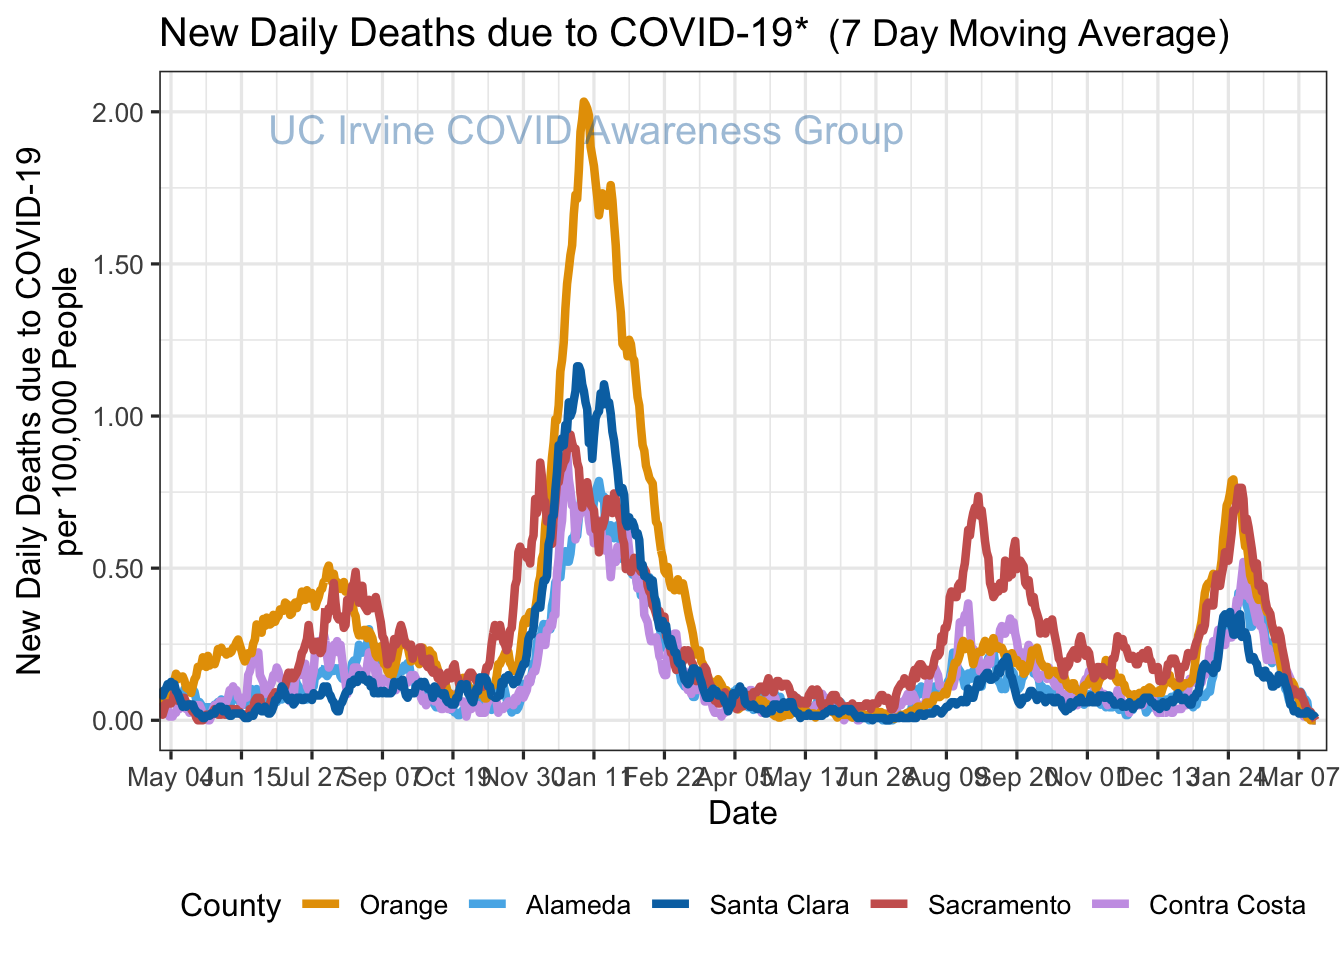 New Daily Deaths due to COVID-19* (7 Day Moving Average)
UC Irvine COVID Awareness Group
New Daily Deaths due to COVID-19
per 100,000 People
2.00
1.50
1.00
0.50
0.00
May 04 Jun 15 Jul 27 Sep 07 Oct 19 Nov 30 Jan 11 Feb 22 Apr 05 May 17 Jun 28 Aug 09 Sep 20 Nov 01 Dec 13 Jan 24 Mar 07
Date
County Orange Alameda Santa Clara Sacramento Contra Costa